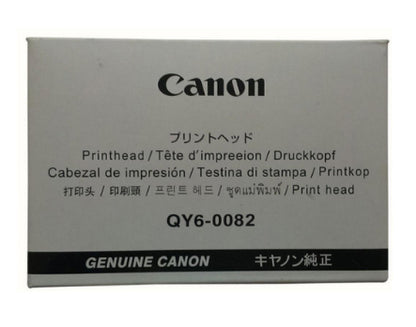 Canon
プリントヘッド
Printhead / Tête d'impreeion / Druckkopf
Cabezal de impresión / Testina di stampa / Printkop
打印头 / 印刷頭 / 프린트 헤드 / ชุดแม่พิมพ์ / Print head
QY6-0082
GENUINE CANON キヤノン純正